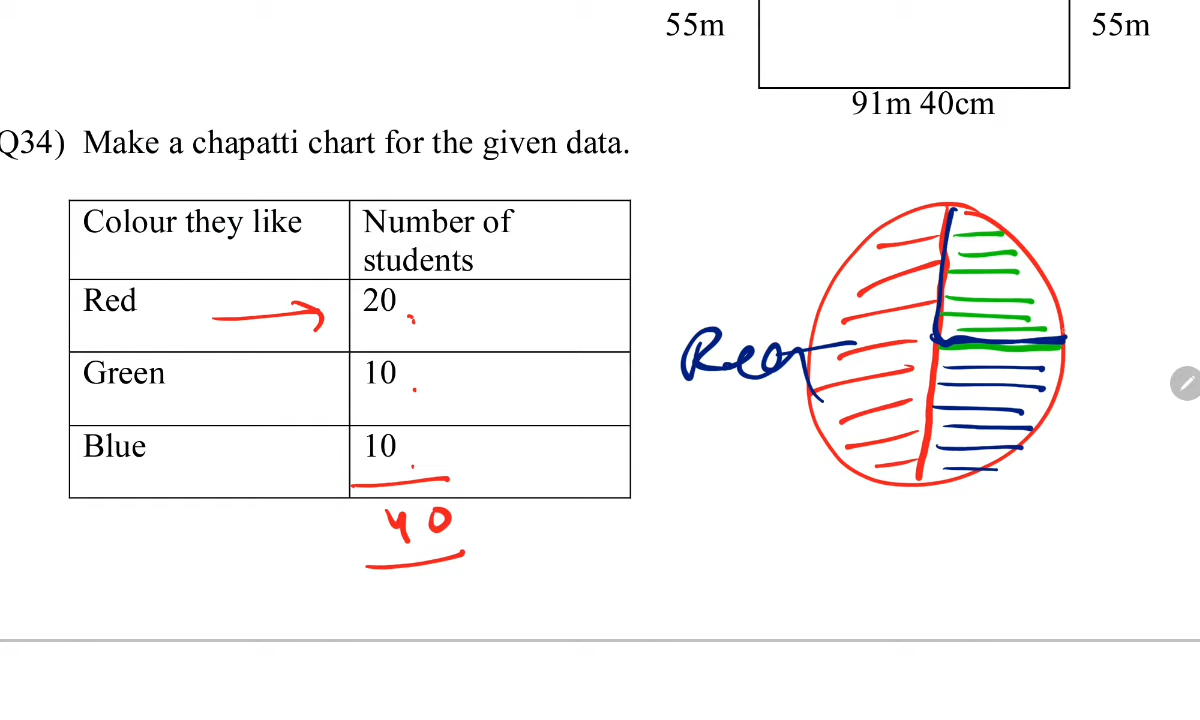 55m 55m
91m 40cm
Q34) Make a chapatti chart for the given data.
Colour they like Number of students
Red 20
Green 10
Blue 10
40
Red